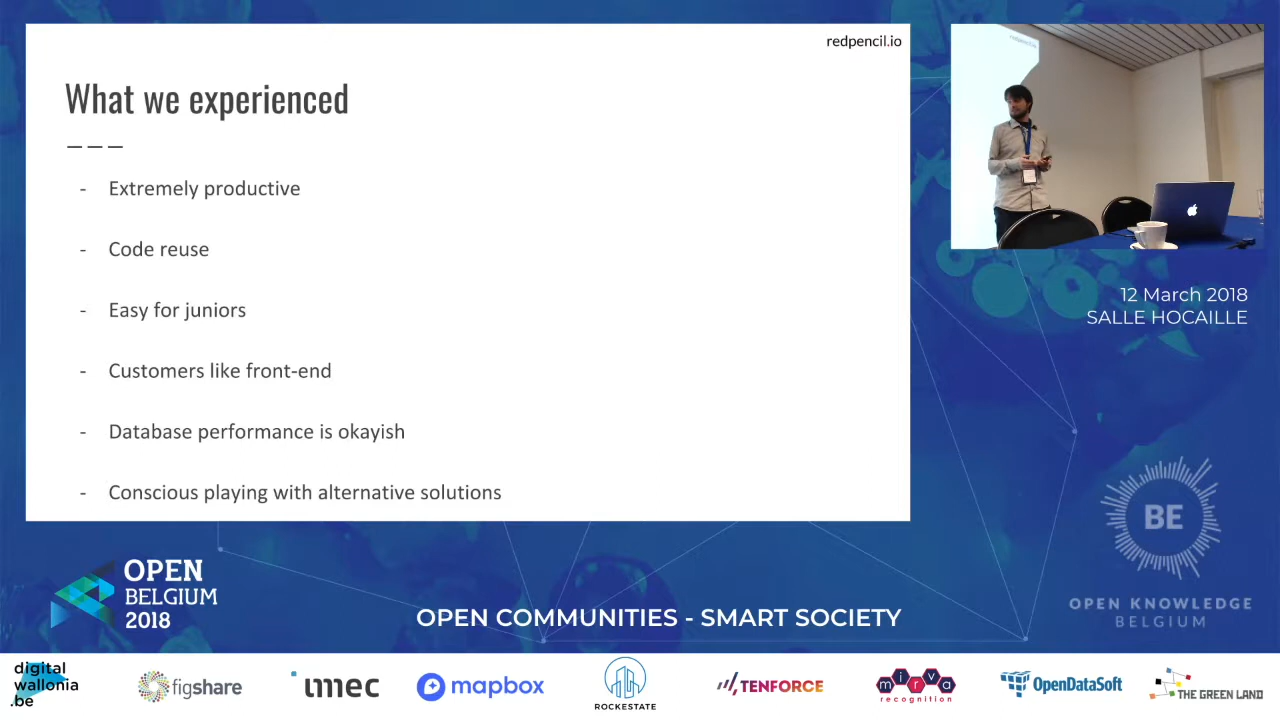 redpencil.io
What we experienced
- Extremely productive
- Code reuse
- Easy for juniors
- Customers like front-end
- Database performance is okayish
- Conscious playing with alternative solutions
12 March 2018
SALLE HOCAILLE
BE
OPEN KNOWLEDGE
BELGIUM
OPEN
BELGIUM
2018
OPEN COMMUNITIES - SMART SOCIETY
digital
wallonia
.be
figshare
imec
mapbox
ROCKESTATE
TENFORCE
mirva
recognition
OpenDataSoft
THE GREEN LAND